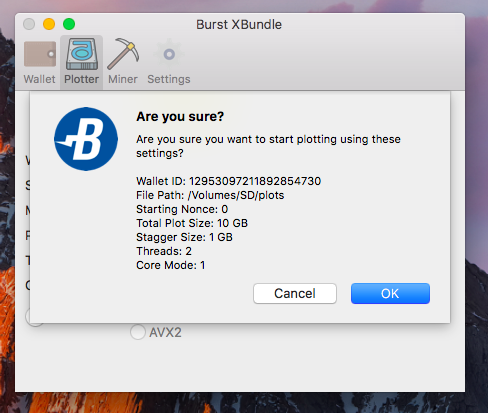 Burst XBundle
Wallet Plotter Miner Settings
Are you sure?
Are you sure you want to start plotting using these
settings?
Wallet ID: 12953097211892854730
File Path: /Volumes/SD/plots
Starting Nonce: 0
Total Plot Size: 10 GB
Stagger Size: 1 GB
Threads: 2
Core Mode: 1
Cancel OK
AVX2